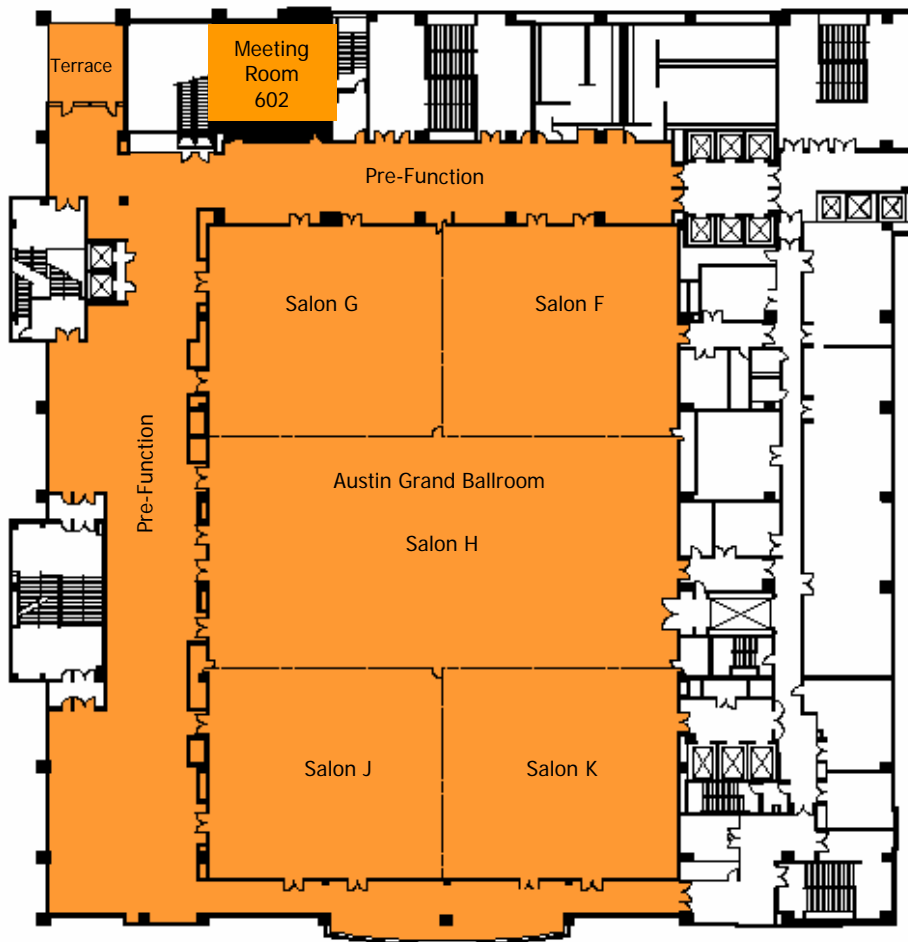 Terrace
Meeting
Room
602
Pre-Function
Salon G
Salon F
Pre-Function
Austin Grand Ballroom
Salon H
Salon J
Salon K